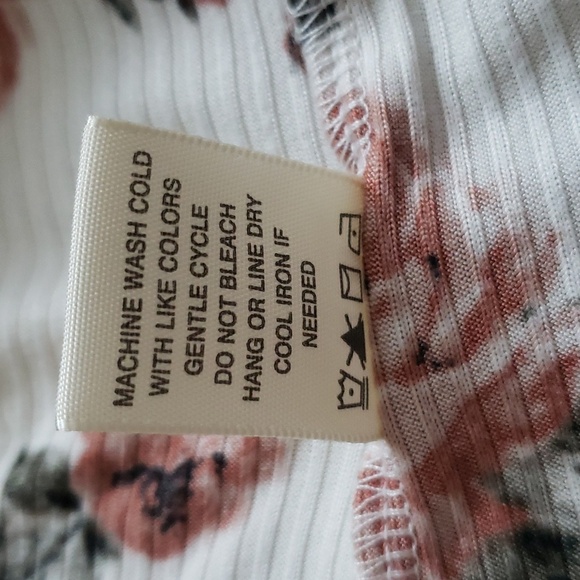 MACHINE WASH COLD
WITH LIKE COLORS
GENTLE CYCLE
DO NOT BLEACH
HANG OR LINE DRY
COOL IRON IF
NEEDED